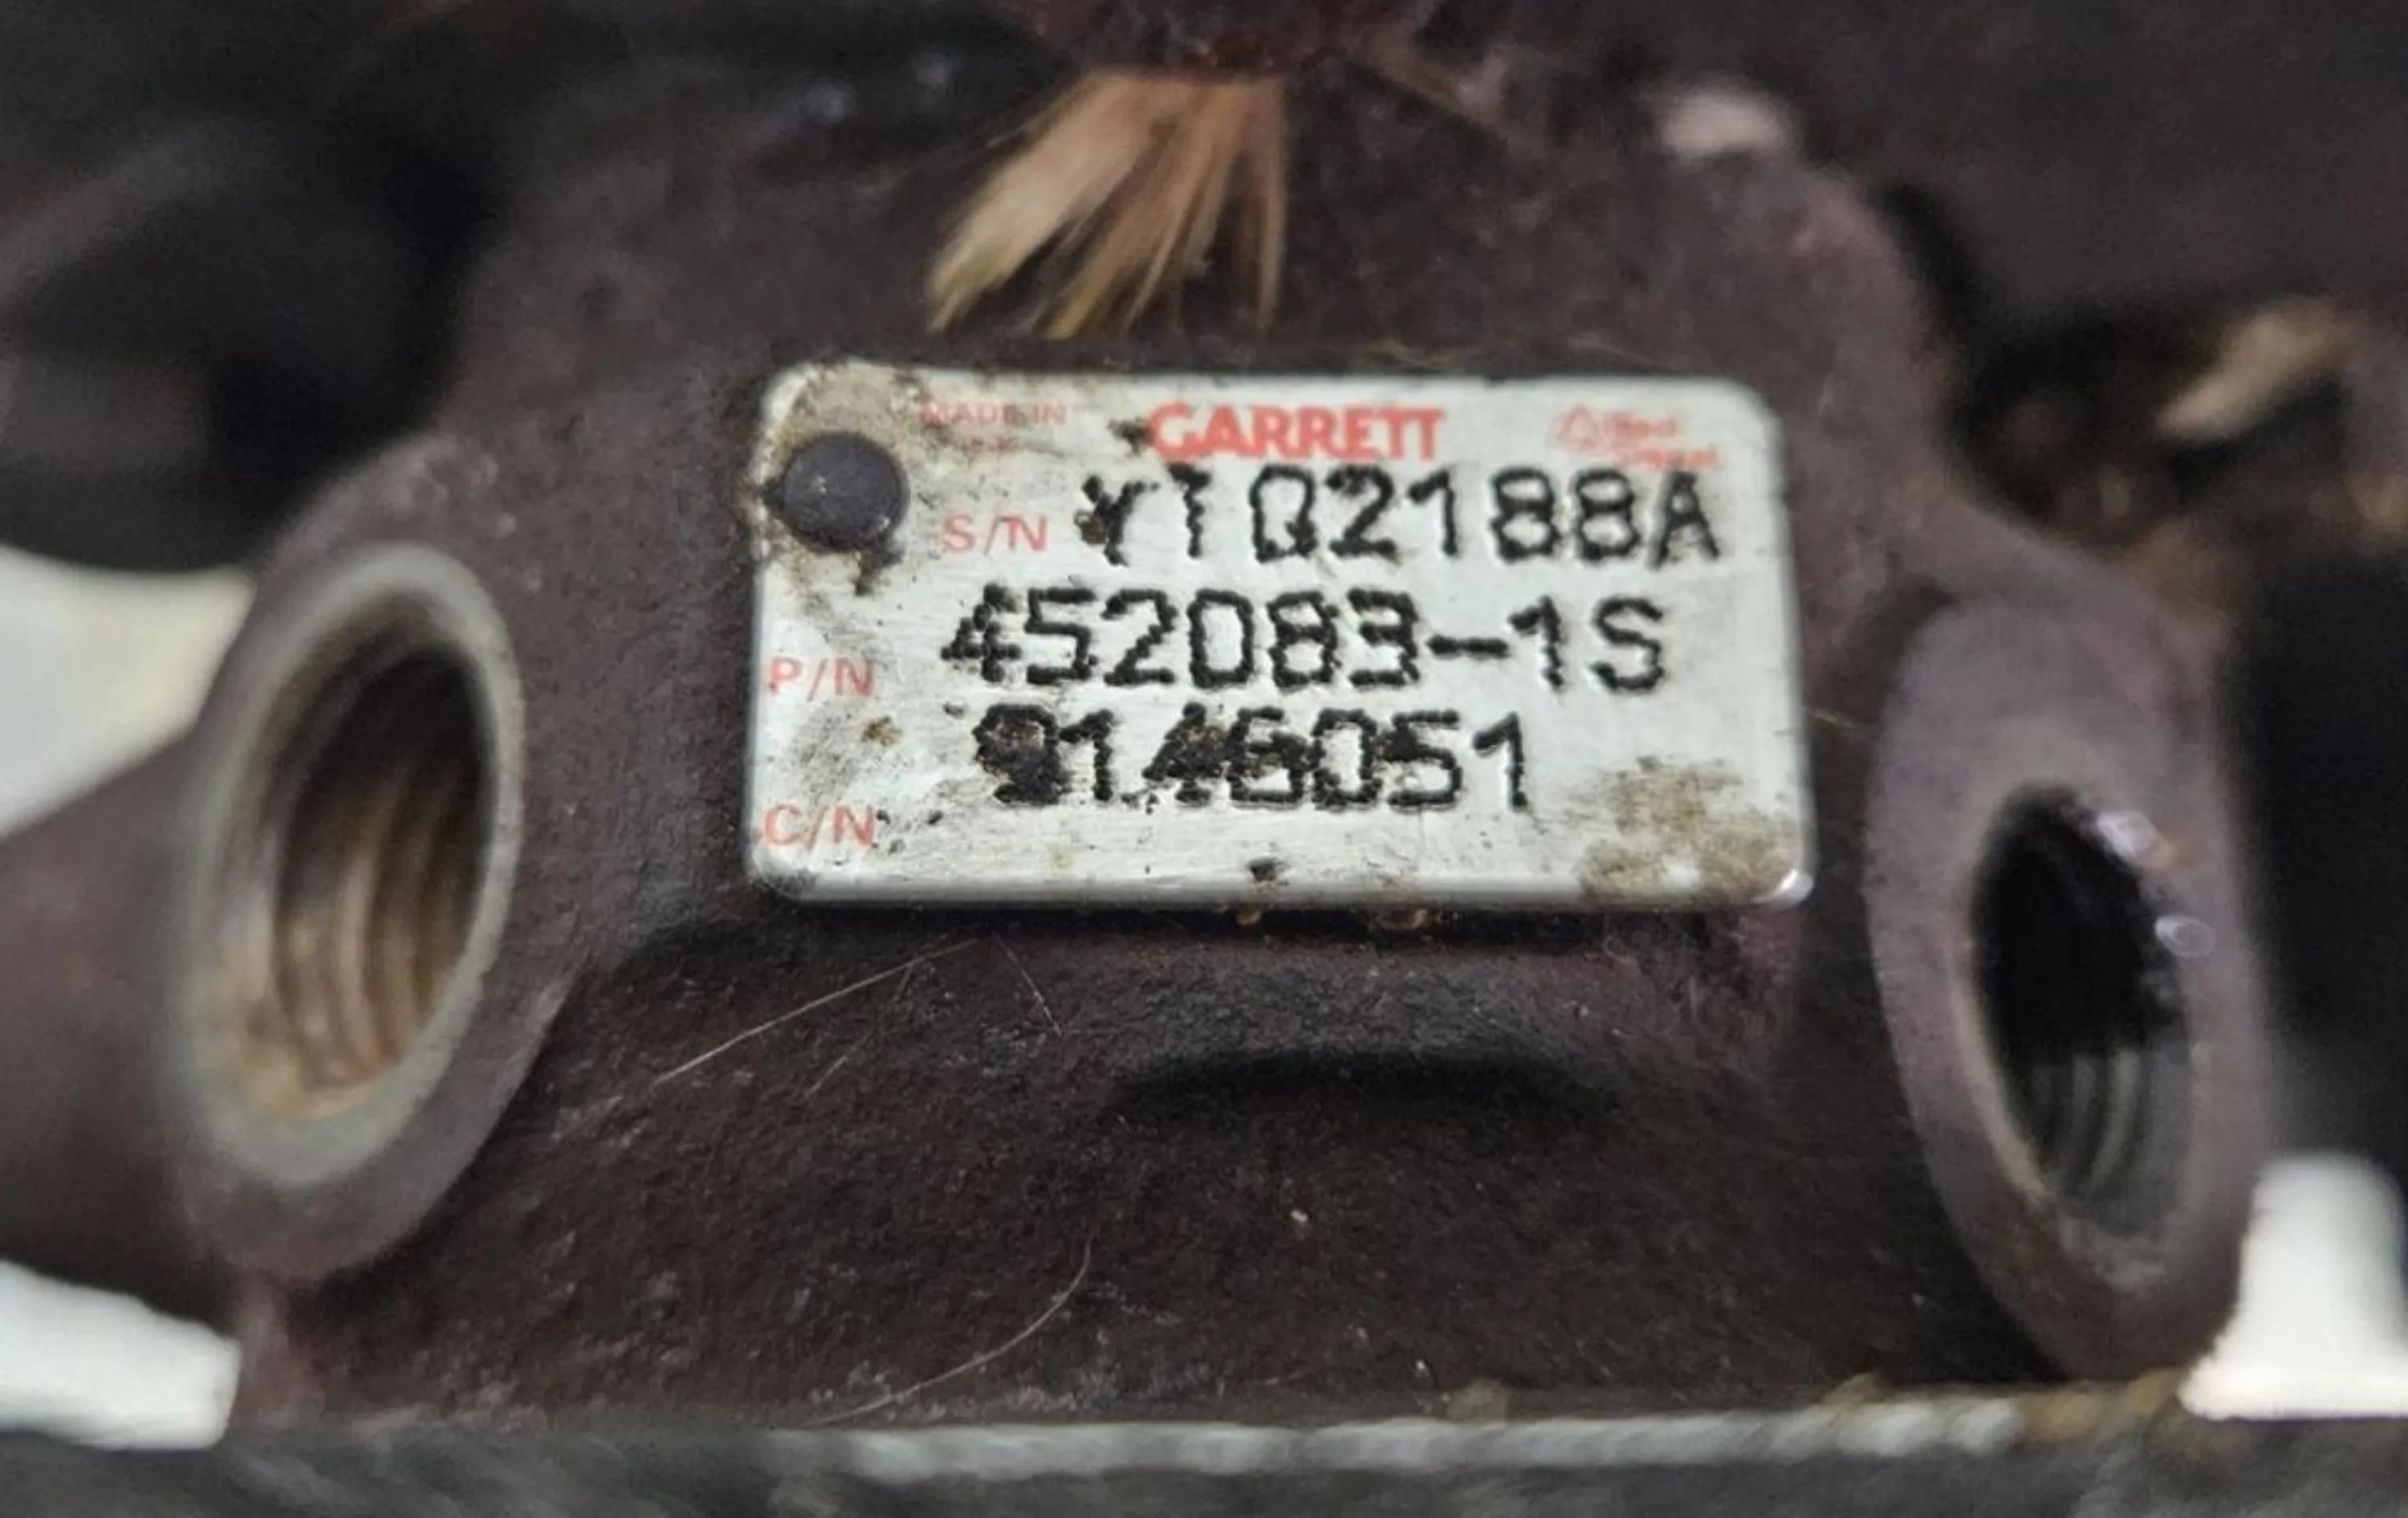 MADE IN
GARRETT
S/N YTQ2188A
P/N 452083-1S
C/N 9146051